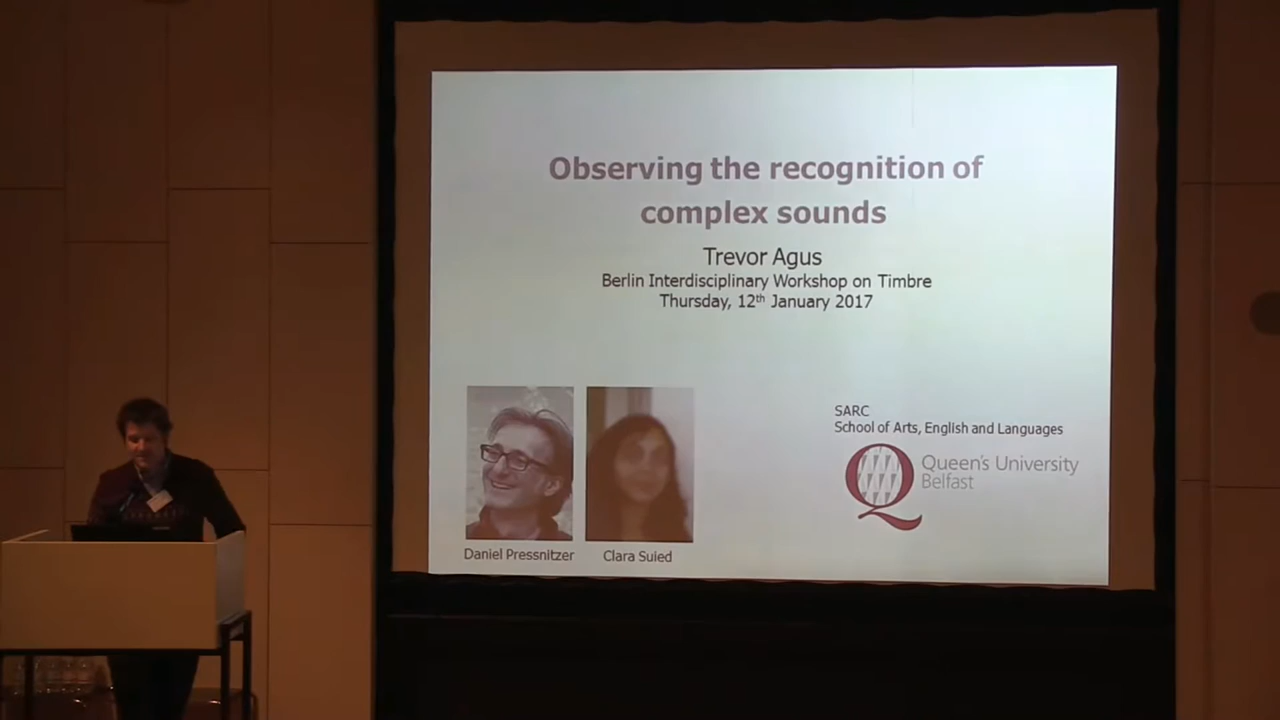 Observing the recognition of
complex sounds
Trevor Agus
Berlin Interdisciplinary Workshop on Timbre
Thursday, 12th January 2017
SARC
School of Arts, English and Languages
Queen's University
Belfast
Daniel Pressnitzer
Clara Suied